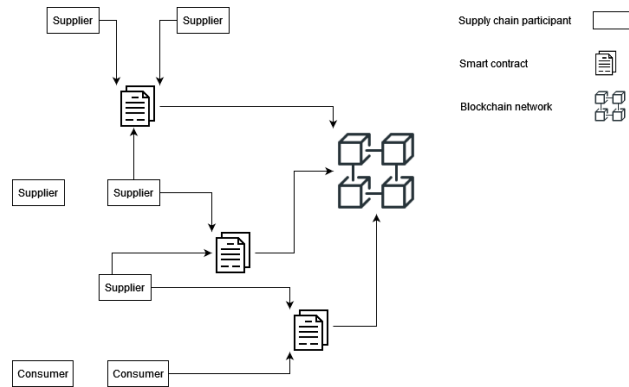 Supplier
Supplier
Supply chain participant
Smart contract
Blockchain network
Supplier
Supplier
Supplier
Consumer
Consumer